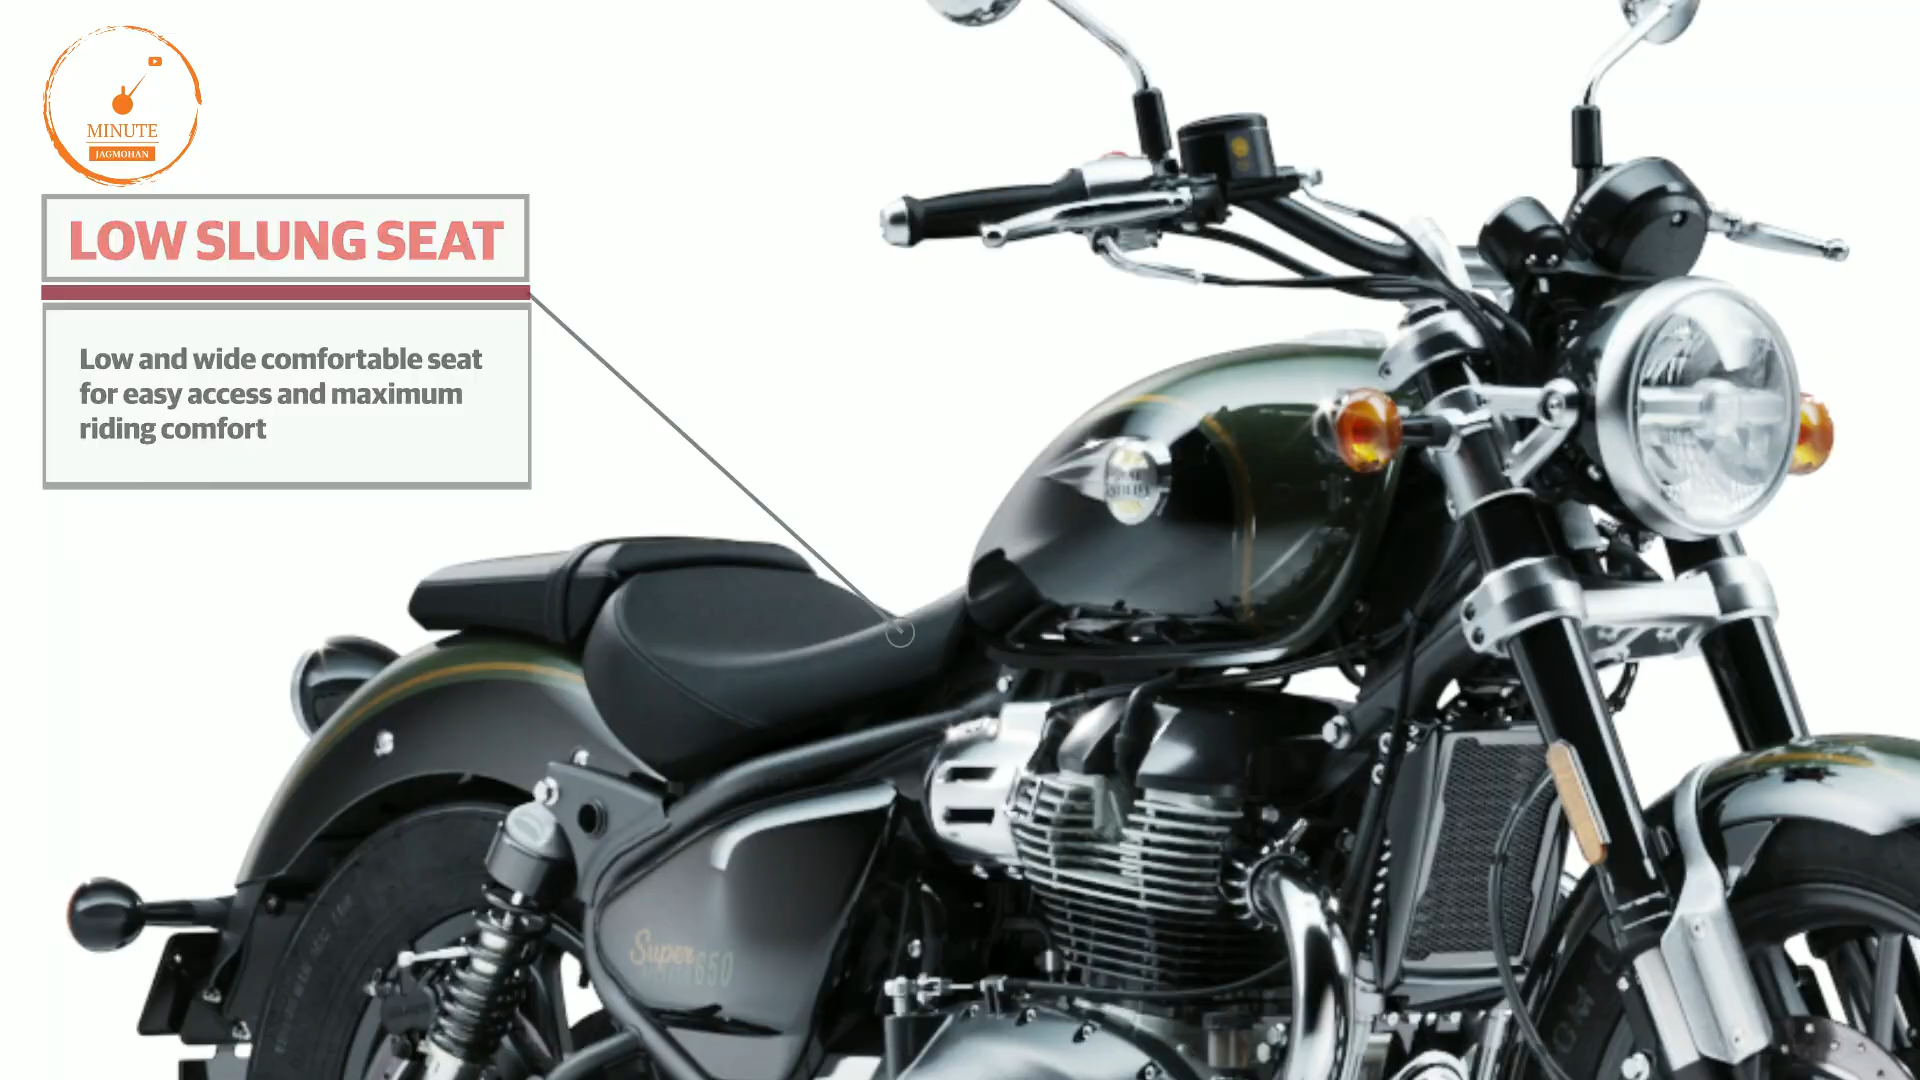 MINUTE
JAGMOHAN
LOW SLUNG SEAT
Low and wide comfortable seat
for easy access and maximum
riding comfort
Super
650